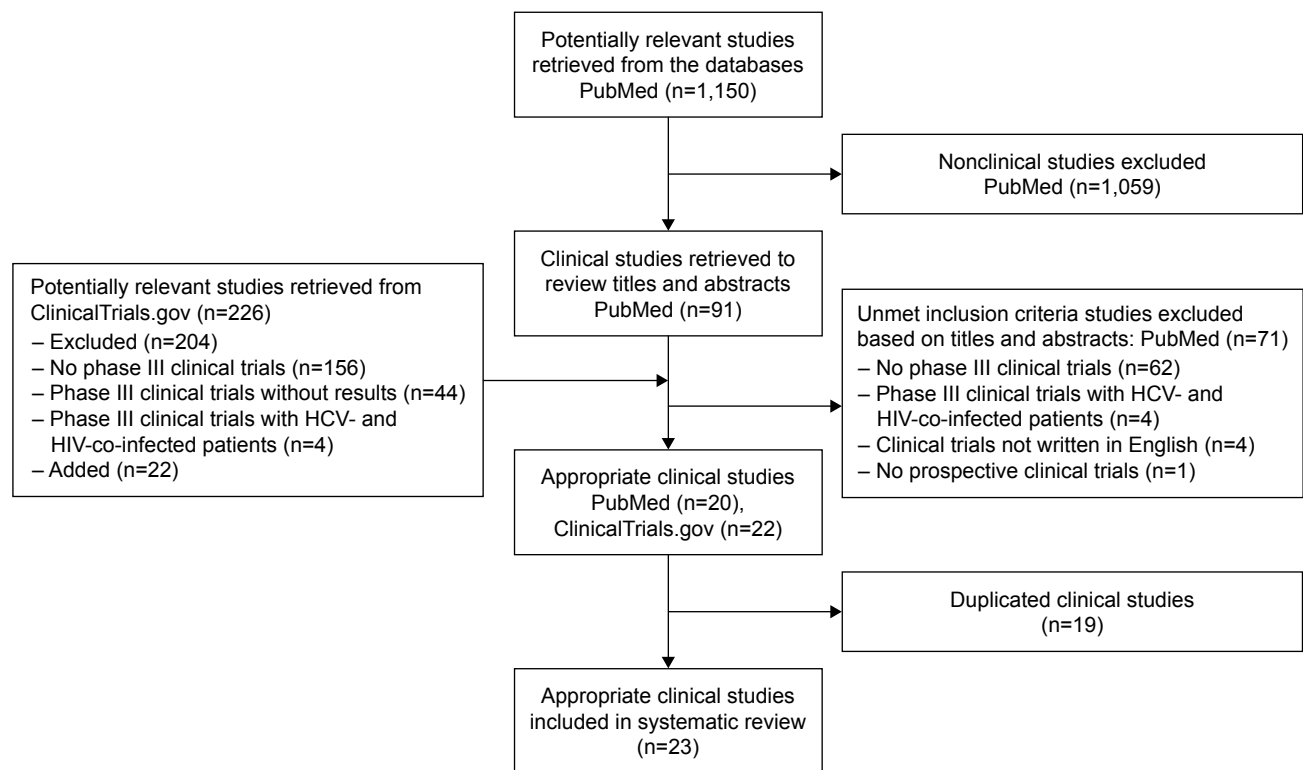 Potentially relevant studies
retrieved from the databases
PubMed (n=1,150)
Nonclinical studies excluded
PubMed (n=1,059)
Clinical studies retrieved to
review titles and abstracts
PubMed (n=91)
Potentially relevant studies retrieved from
ClinicalTrials.gov (n=226)
– Excluded (n=204)
– No phase III clinical trials (n=156)
– Phase III clinical trials without results (n=44)
– Phase III clinical trials with HCV- and
HIV-co-infected patients (n=4)
– Added (n=22)
Unmet inclusion criteria studies excluded
based on titles and abstracts: PubMed (n=71)
– No phase III clinical trials (n=62)
– Phase III clinical trials with HCV- and
HIV-co-infected patients (n=4)
– Clinical trials not written in English (n=4)
– No prospective clinical trials (n=1)
Appropriate clinical studies
PubMed (n=20),
ClinicalTrials.gov (n=22)
Duplicated clinical studies
(n=19)
Appropriate clinical studies
included in systematic review
(n=23)